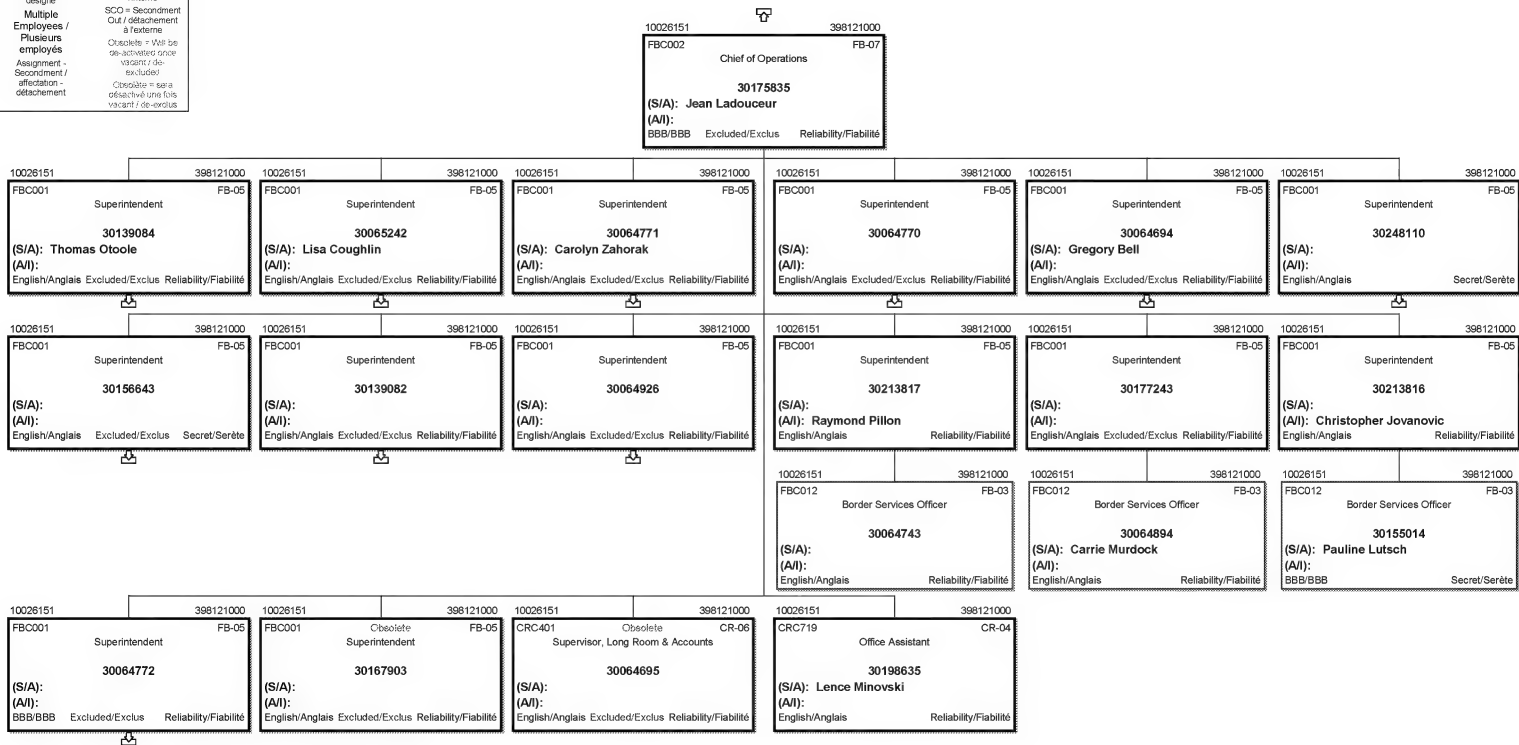 désigné
Multiple
Employees /
Plusieurs
employés
Assignment -
Secondment /
affectation -
détachement
SCO = Secondment
Out / détachement
à l'externe
Obsolete = Will be
de-activated once
vacant / de-
excluded
Obsolète = sera
désactivé une fois
vacant / de-exclus
10026151 398121000
FBC002 FB-07
Chief of Operations
30175835
(S/A): Jean Ladouceur
(A/I):
BBB/BBB Excluded/Exclus Reliability/Fiabilité
10026151 398121000
FBC001 FB-05
Superintendent
30139084
(S/A): Thomas Otoole
(A/I):
English/Anglais Excluded/Exclus Reliability/Fiabilité
10026151 398121000
FBC001 FB-05
Superintendent
30065242
(S/A): Lisa Coughlin
(A/I):
English/Anglais Excluded/Exclus Reliability/Fiabilité
10026151 398121000
FBC001 FB-05
Superintendent
30064771
(S/A): Carolyn Zahorak
(A/I):
English/Anglais Excluded/Exclus Reliability/Fiabilité
10026151 398121000
FBC001 FB-05
Superintendent
30064770
(S/A):
(A/I):
English/Anglais Excluded/Exclus Reliability/Fiabilité
10026151 398121000
FBC001 FB-05
Superintendent
30064694
(S/A): Gregory Bell
(A/I):
English/Anglais Excluded/Exclus Reliability/Fiabilité
10026151 398121000
FBC001 FB-05
Superintendent
30248110
(S/A):
(A/I):
English/Anglais Secret/Serète
10026151 398121000
FBC001 FB-05
Superintendent
30156643
(S/A):
(A/I):
English/Anglais Excluded/Exclus Secret/Serète
10026151 398121000
FBC001 FB-05
Superintendent
30139082
(S/A):
(A/I):
English/Anglais Excluded/Exclus Reliability/Fiabilité
10026151 398121000
FBC001 FB-05
Superintendent
30064926
(S/A):
(A/I):
English/Anglais Excluded/Exclus Reliability/Fiabilité
10026151 398121000
FBC001 FB-05
Superintendent
30213817
(S/A):
(A/I): Raymond Pillon
English/Anglais Reliability/Fiabilité
10026151 398121000
FBC001 FB-05
Superintendent
30177243
(S/A):
(A/I):
English/Anglais Excluded/Exclus Reliability/Fiabilité
10026151 398121000
FBC001 FB-05
Superintendent
30213816
(S/A):
(A/I): Christopher Jovanovic
English/Anglais Reliability/Fiabilité
10026151 398121000
FBC012 FB-03
Border Services Officer
30064743
(S/A):
(A/I):
English/Anglais Reliability/Fiabilité
10026151 398121000
FBC012 FB-03
Border Services Officer
30064894
(S/A): Carrie Murdock
(A/I):
English/Anglais Reliability/Fiabilité
10026151 398121000
FBC012 FB-03
Border Services Officer
30155014
(S/A): Pauline Lutsch
(A/I):
BBB/BBB Secret/Serète
10026151 398121000
FBC001 FB-05
Superintendent
30064772
(S/A):
(A/I):
BBB/BBB Excluded/Exclus Reliability/Fiabilité
10026151 398121000
FBC001 Obsolete FB-05
Superintendent
30167903
(S/A):
(A/I):
English/Anglais Excluded/Exclus Reliability/Fiabilité
10026151 398121000
CRC401 Obsolete CR-06
Supervisor, Long Room & Accounts
30064695
(S/A):
(A/I):
English/Anglais Excluded/Exclus Reliability/Fiabilité
10026151 398121000
CRC719 CR-04
Office Assistant
30198635
(S/A): Lence Minovski
(A/I):
English/Anglais Reliability/Fiabilité